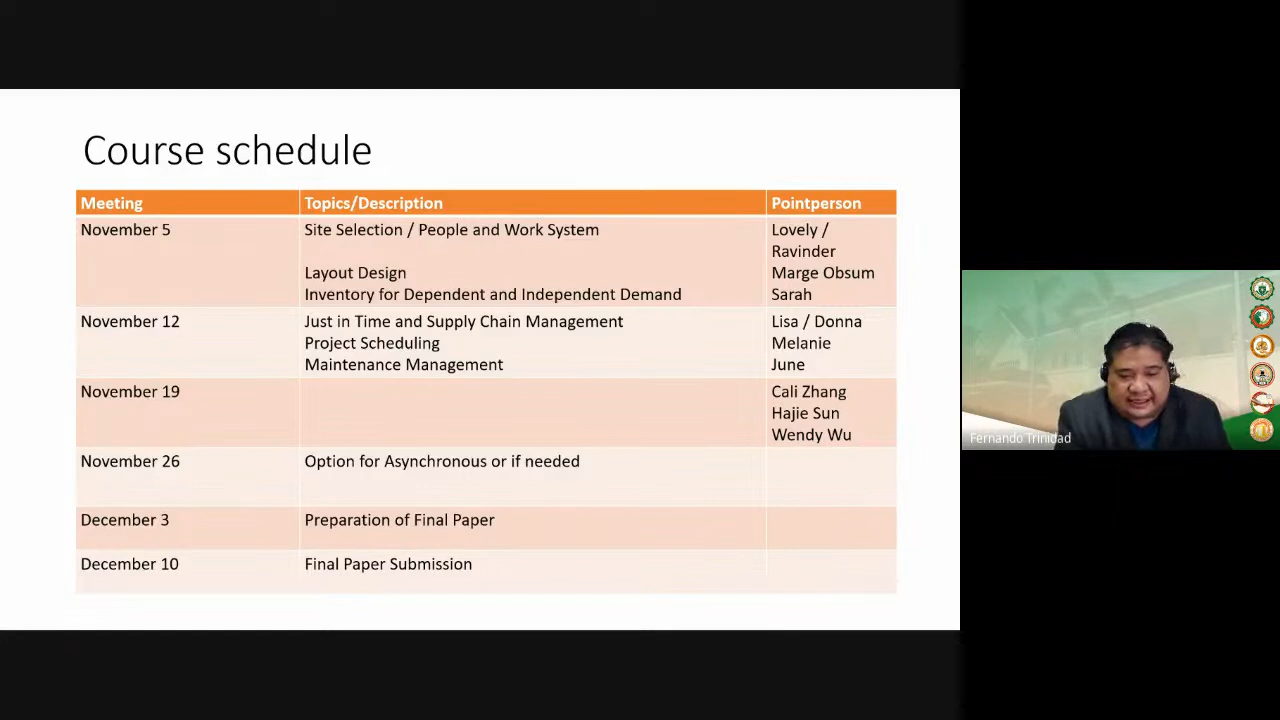 Course schedule
Meeting Topics/Description Pointperson
November 5 Site Selection / People and Work System Lovely /
Ravinder
Layout Design Marge Obsum
Inventory for Dependent and Independent Demand Sarah
November 12 Just in Time and Supply Chain Management Lisa / Donna
Project Scheduling Melanie
Maintenance Management June
November 19 Cali Zhang
Hajie Sun
Wendy Wu
November 26 Option for Asynchronous or if needed
December 3 Preparation of Final Paper
December 10 Final Paper Submission
Fernando Trinidad